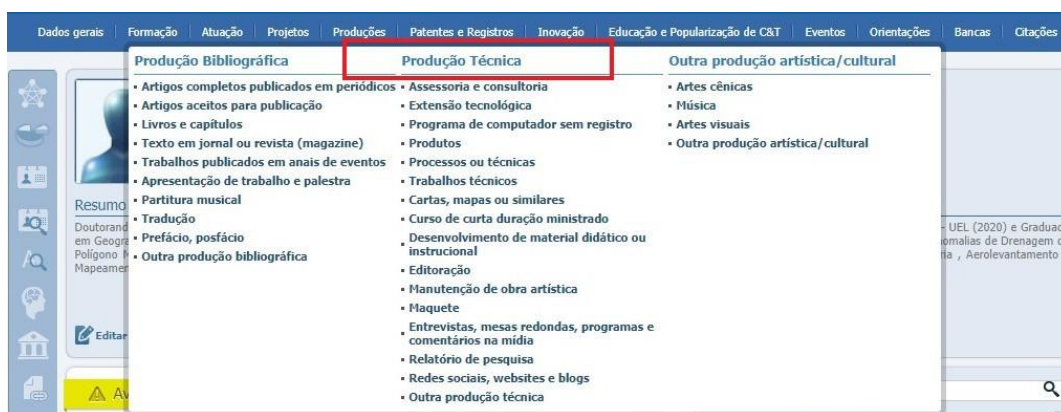 Dados gerais Formação Atuação Projetos Produções Patentes e Registros Inovação Educação e Popularização de C&T Eventos Orientações Bancas Citações
Produção Bibliográfica
Artigos completos publicados em periódicos
Artigos aceitos para publicação
Livros e capítulos
Texto em jornal ou revista (magazine)
Trabalhos publicados em anais de eventos
Apresentação de trabalho e palestra
Partitura musical
Tradução
Prefácio, posfácio
Outra produção bibliográfica
Produção Técnica
Assessoria e consultoria
Extensão tecnológica
Programa de computador sem registro
Produtos
Processos ou técnicas
Trabalhos técnicos
Cartas, mapas ou similares
Curso de curta duração ministrado
Desenvolvimento de material didático ou
instrucional
Editoração
Manutenção de obra artística
Maquete
Entrevistas, mesas redondas, programas e
comentários na mídia
Relatório de pesquisa
Redes sociais, websites e blogs
Outra produção técnica
Outra produção artística/cultural
Artes cênicas
Música
Artes visuais
Outra produção artística/cultural
Resumo
Doutorand
em Geogra
Polígono
Mapeamen
- UEL (2020) e Graduad
omalias de Drenagem
ria , Aerolevantamento
Editar
Av